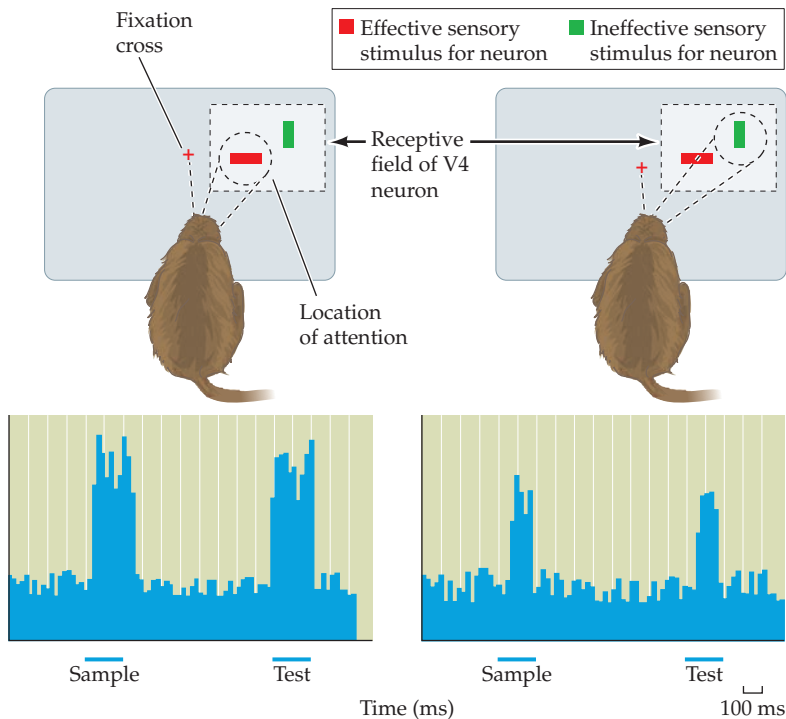 Fixation
cross
Effective sensory
stimulus for neuron
Ineffective sensory
stimulus for neuron
Receptive
field of V4
neuron
Location
of attention
Sample
Test
Sample
Test
Time (ms)
100 ms